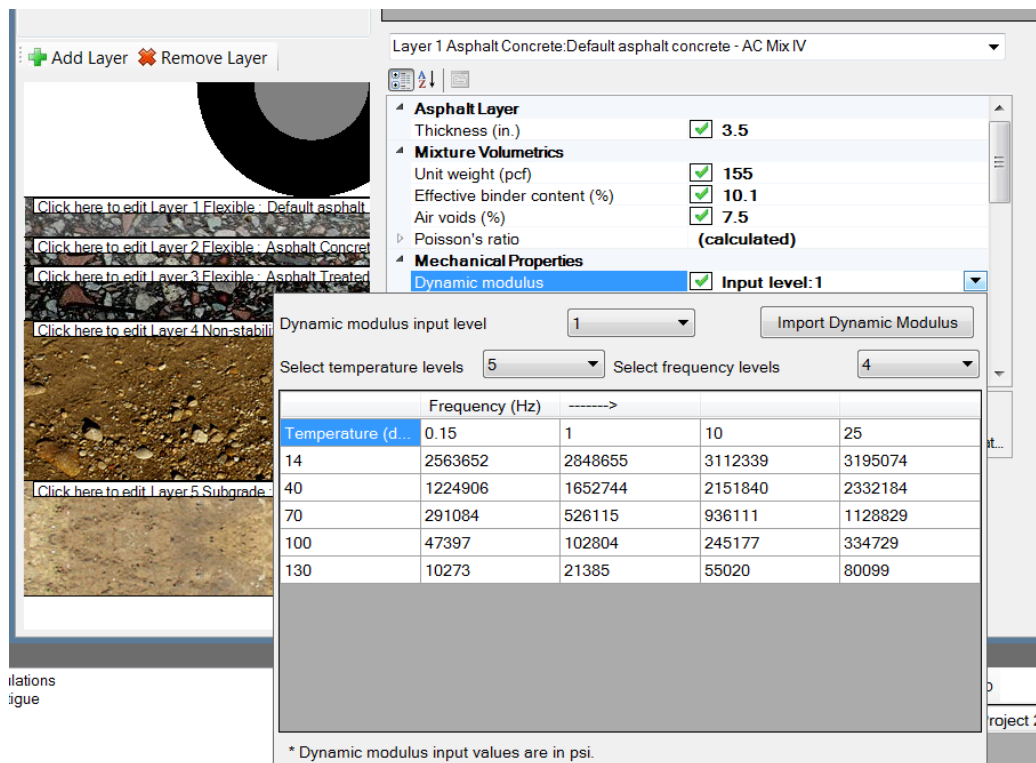 Add Layer Remove Layer
Layer 1 Asphalt Concrete:Default asphalt concrete - AC Mix IV
Asphalt Layer
Thickness (in.) 3.5
Mixture Volumetrics
Unit weight (pcf) 155
Effective binder content (%) 10.1
Air voids (%) 7.5
Poisson's ratio (calculated)
Mechanical Properties
Dynamic modulus Input level:1
Click here to edit Layer 1 Flexible : Default asphalt
Click here to edit Layer 2 Flexible : Asphalt Concret
Click here to edit Layer 3 Flexible : Asphalt Treated
Click here to edit Layer 4 Non-stabili
Click here to edit Layer 5 Subgrade :
Dynamic modulus input level 1 Import Dynamic Modulus
Select temperature levels 5 Select frequency levels 4
Frequency (Hz) ------->
Temperature (d... 0.15 1 10 25
14 2563652 2848655 3112339 3195074
40 1224906 1652744 2151840 2332184
70 291084 526115 936111 1128829
100 47397 102804 245177 334729
130 10273 21385 55020 80099
* Dynamic modulus input values are in psi.
ulations
tigue
roject 2